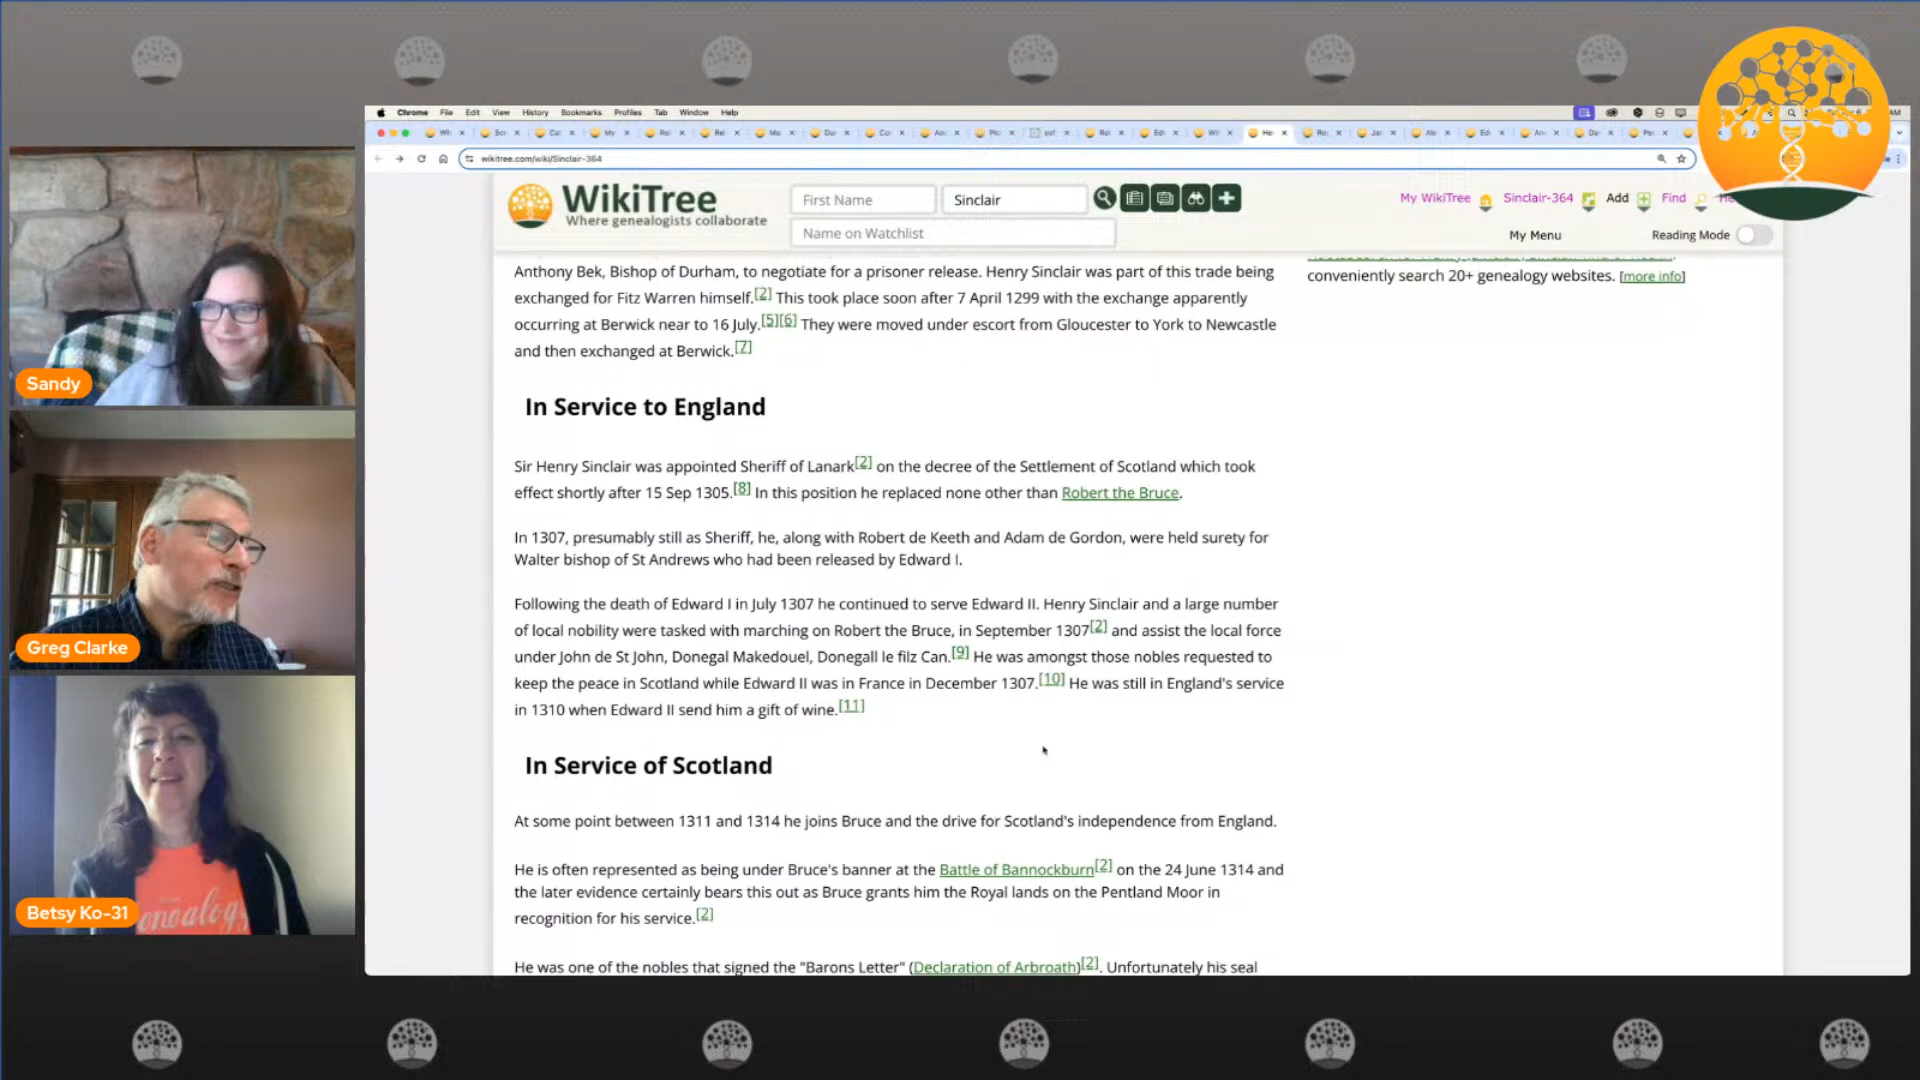 Chrome File Edit View History Bookmarks Profiles Tab Window Help
wikitree.com/wiki/Sinclair-364
WikiTree
Where genealogists collaborate
First Name
Sinclair
Name on Watchlist
My WikiTree Sinclair-364 Add Find
My Menu
Reading Mode
Anthony Bek, Bishop of Durham, to negotiate for a prisoner release. Henry Sinclair was part of this trade being
exchanged for Fitz Warren himself.[2] This took place soon after 7 April 1299 with the exchange apparently
occurring at Berwick near to 16 July.[5][6] They were moved under escort from Gloucester to York to Newcastle
and then exchanged at Berwick.[7]
conveniently search 20+ genealogy websites. [more info]
In Service to England
Sir Henry Sinclair was appointed Sheriff of Lanark[2] on the decree of the Settlement of Scotland which took
effect shortly after 15 Sep 1305.[8] In this position he replaced none other than Robert the Bruce.
In 1307, presumably still as Sheriff, he, along with Robert de Keeth and Adam de Gordon, were held surety for
Walter bishop of St Andrews who had been released by Edward I.
Following the death of Edward I in July 1307 he continued to serve Edward II. Henry Sinclair and a large number
of local nobility were tasked with marching on Robert the Bruce, in September 1307[2] and assist the local force
under John de St John, Donegal Makedouel, Donegall le filz Can.[9] He was amongst those nobles requested to
keep the peace in Scotland while Edward II was in France in December 1307.[10] He was still in England's service
in 1310 when Edward II send him a gift of wine.[11]
In Service of Scotland
At some point between 1311 and 1314 he joins Bruce and the drive for Scotland's independence from England.
He is often represented as being under Bruce's banner at the Battle of Bannockburn[2] on the 24 June 1314 and
the later evidence certainly bears this out as Bruce grants him the Royal lands on the Pentland Moor in
recognition for his service.[2]
He was one of the nobles that signed the "Barons Letter" (Declaration of Arbroath)[2]. Unfortunately his seal
Sandy
Greg Clarke
Betsy Ko-31